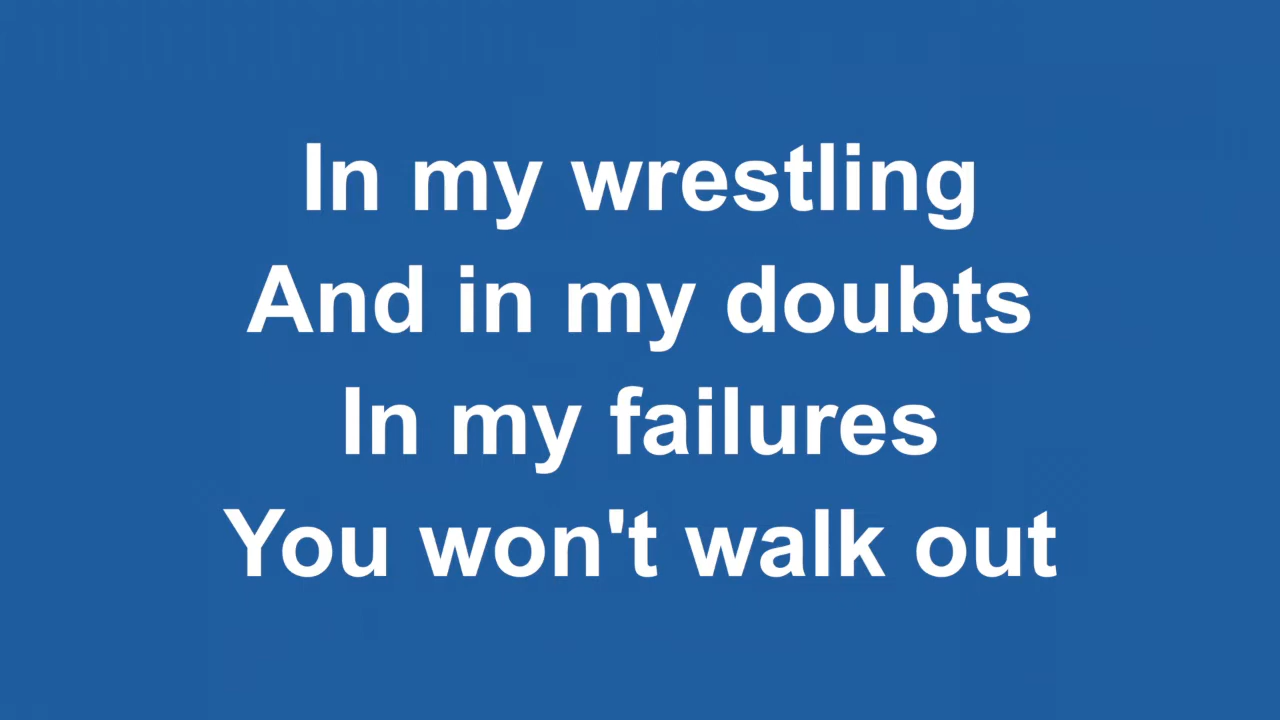 In my wrestling
And in my doubts
In my failures
You won't walk out